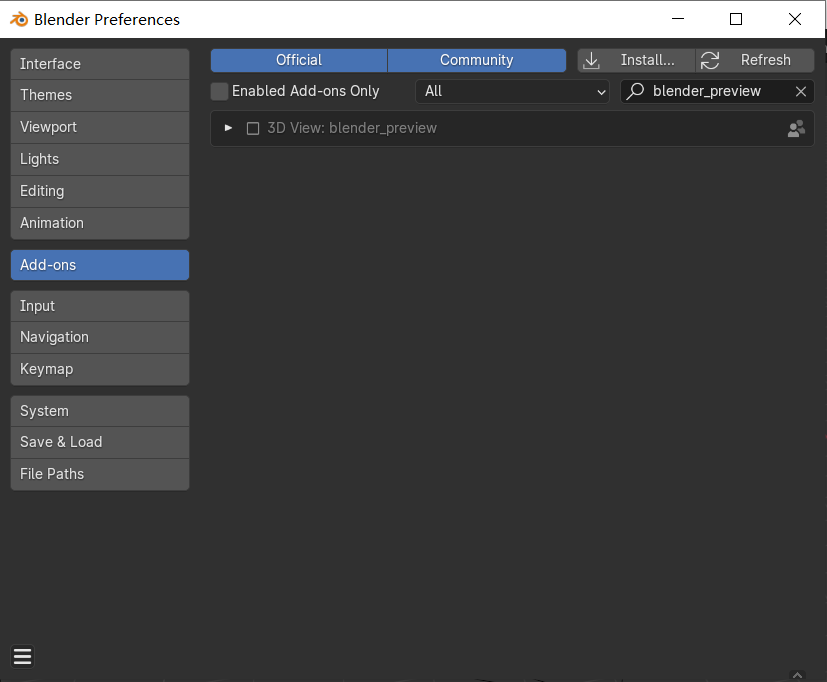 Blender Preferences
Interface
Themes
Viewport
Lights
Editing
Animation
Add-ons
Input
Navigation
Keymap
System
Save & Load
File Paths
Official Community Install... Refresh
Enabled Add-ons Only All blender_preview
3D View: blender_preview